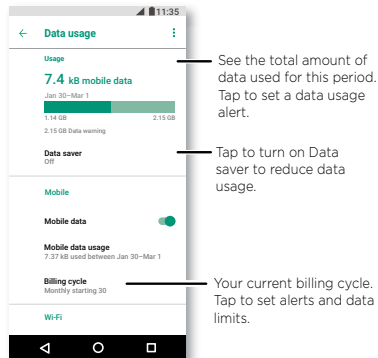 11:35
Data usage
Usage
7.4 kB mobile data
Jan 30–Mar 1
1.14 GB 2.15 GB
2.15 GB Data warning
Data saver
Off
Mobile
Mobile data
Mobile data usage
7.37 kB used between Jan 30–Mar 1
Billing cycle
Monthly starting 30
Wi-Fi
See the total amount of
data used for this period.
Tap to set a data usage
alert.
Tap to turn on Data
saver to reduce data
usage.
Your current billing cycle.
Tap to set alerts and data
limits.